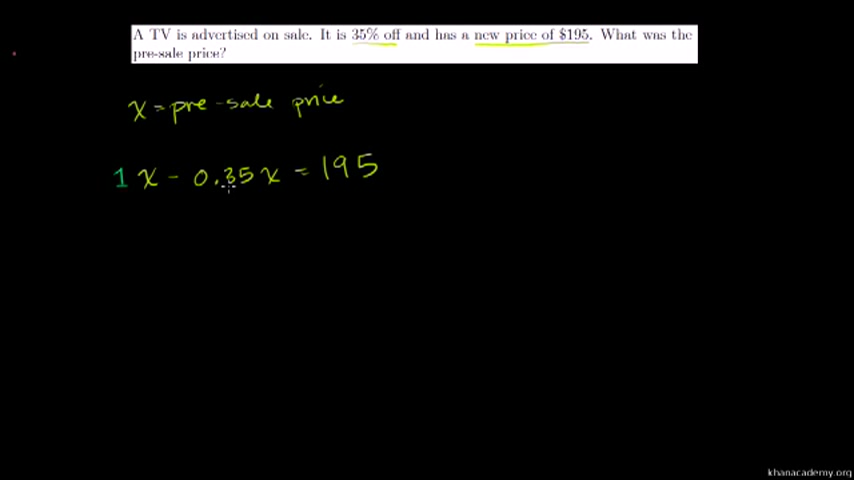 A TV is advertised on sale. It is 35% off and has a new price of $195. What was the
pre-sale price?
x = pre-sale price
1x - 0.35x = 195
khanacademy.org